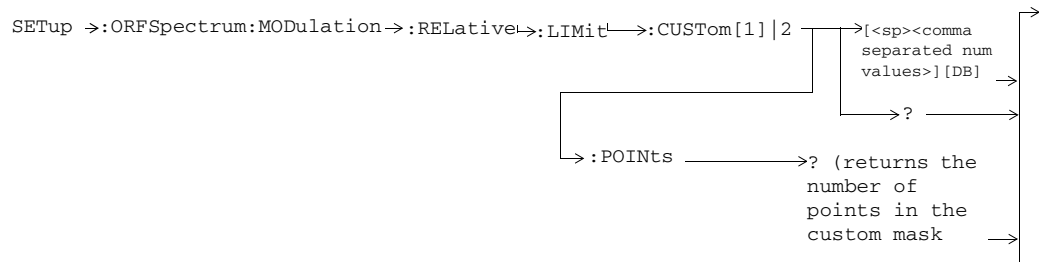 SETup :ORFSpectrum:MODulation :RELative :LIMit :CUSTom[1]|2 [<sp><comma
separated num
values>][DB]
?
:POINts ? (returns the
number of
points in the
custom mask